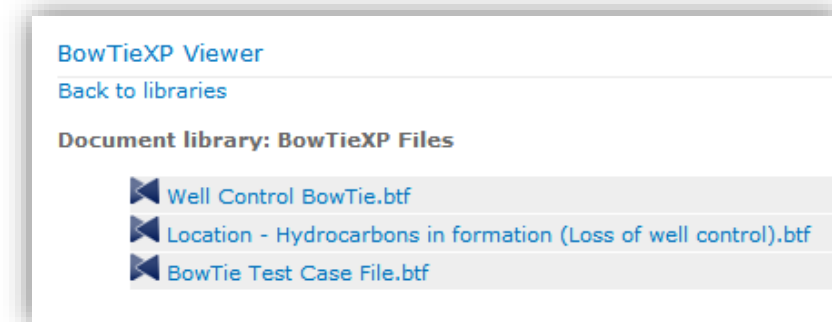 BowTieXP Viewer
Back to libraries
Document library: BowTieXP Files
Well Control BowTie.btf
Location - Hydrocarbons in formation (Loss of well control).btf
BowTie Test Case File.btf